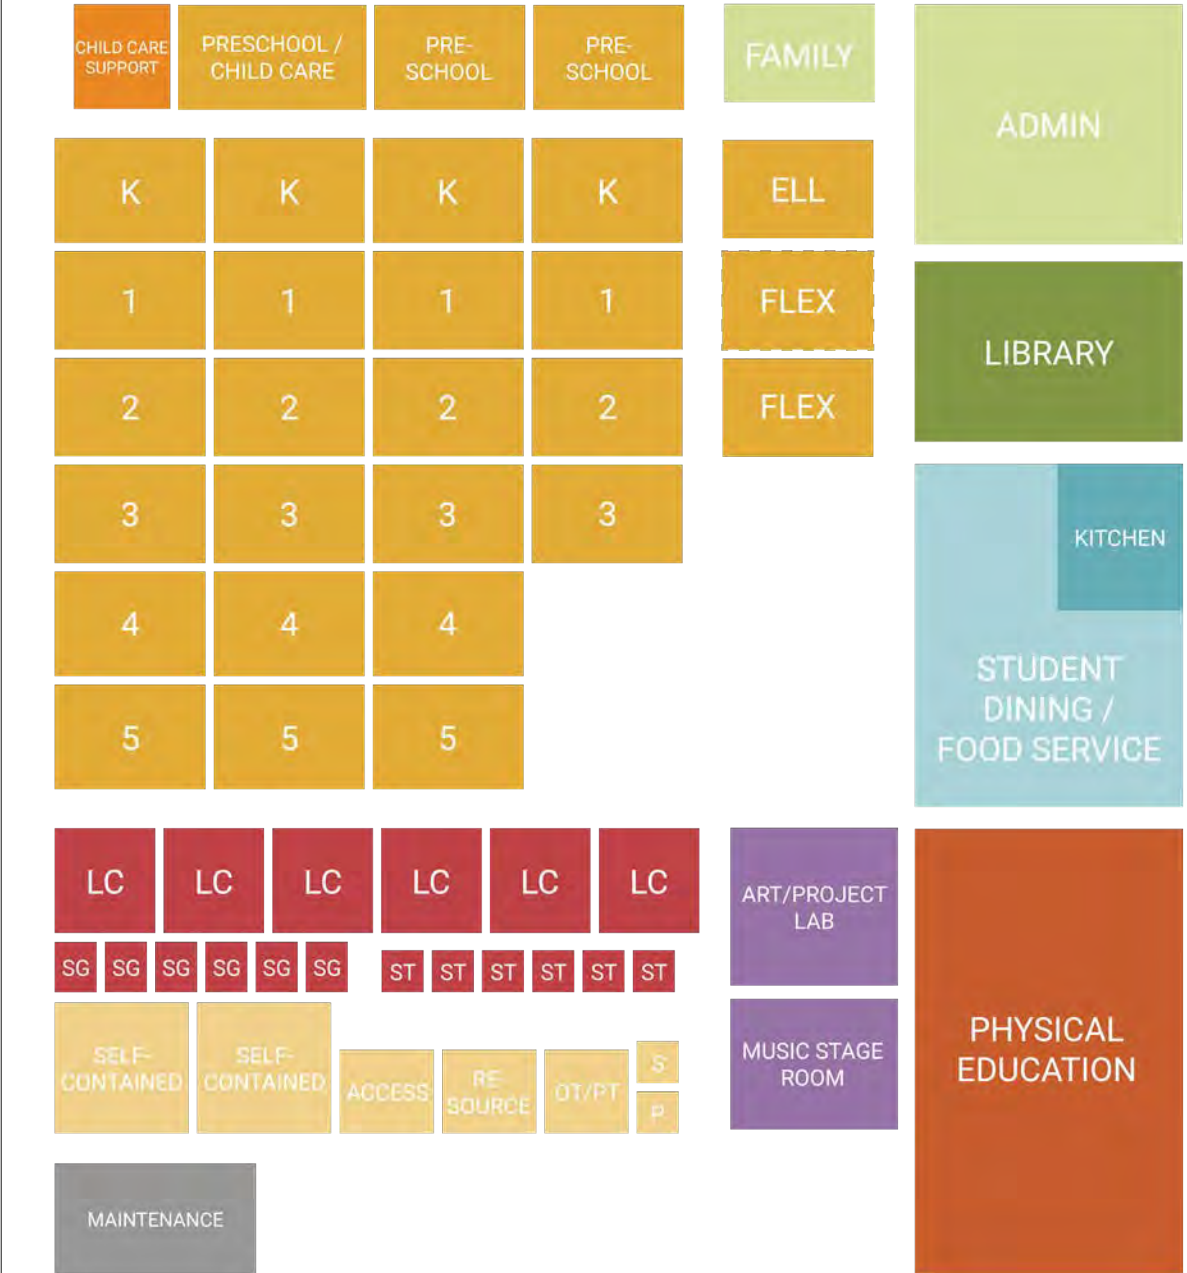 CHILD CARE
SUPPORT
PRESCHOOL /
CHILD CARE
PRE-
SCHOOL
PRE-
SCHOOL
FAMILY
ADMIN
K K K K
ELL
1 1 1 1
FLEX
LIBRARY
2 2 2 2
FLEX
3 3 3 3
KITCHEN
4 4 4
STUDENT
DINING /
FOOD SERVICE
5 5 5
LC LC LC LC LC LC
ART/PROJECT
LAB
SG SG SG SG SG SG
ST ST ST ST ST ST
SELF-
CONTAINED
SELF-
CONTAINED
ACCESS
RE
SOURCE
OT/PT
S
P
MUSIC STAGE
ROOM
PHYSICAL
EDUCATION
MAINTENANCE